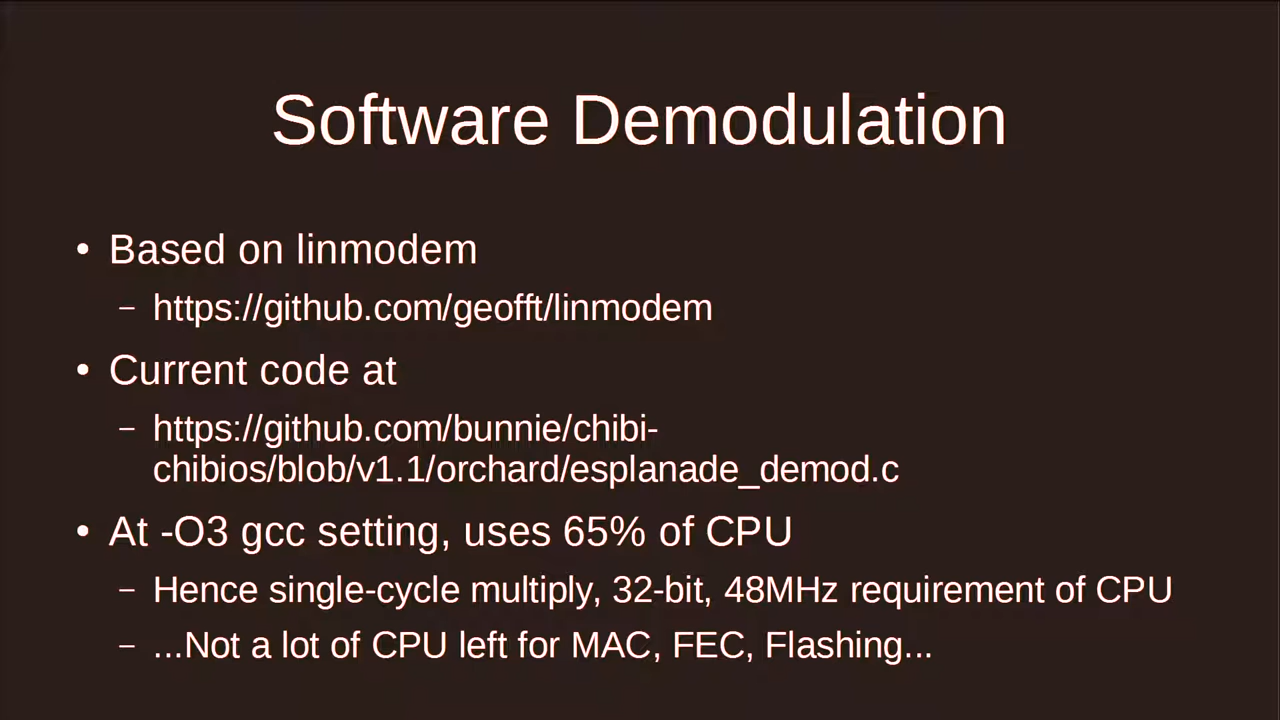 Software Demodulation
• Based on linmodem
– https://github.com/geofft/linmodem
• Current code at
– https://github.com/bunnie/chibi-
chibios/blob/v1.1/orchard/esplanade_demod.c
• At -O3 gcc setting, uses 65% of CPU
– Hence single-cycle multiply, 32-bit, 48MHz requirement of CPU
– ...Not a lot of CPU left for MAC, FEC, Flashing...